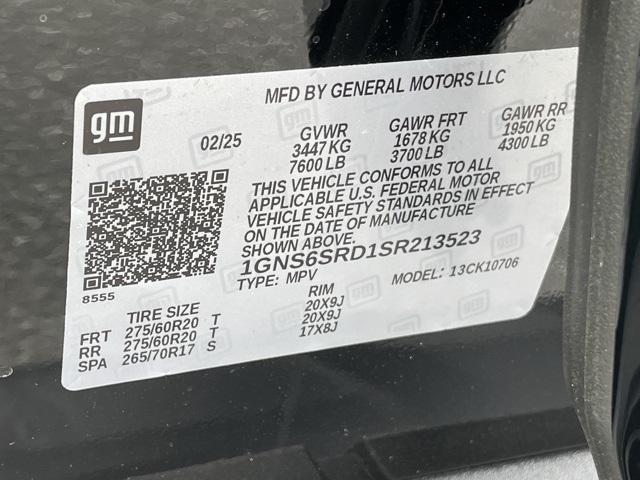 MFD BY GENERAL MOTORS LLC
gm
02/25 GVWR GAWR FRT GAWR RR
3447 KG 1678 KG 1950 KG
7600 LB 3700 LB 4300 LB
THIS VEHICLE CONFORMS TO ALL
APPLICABLE U.S. FEDERAL MOTOR
VEHICLE SAFETY STANDARDS IN EFFECT
ON THE DATE OF MANUFACTURE
SHOWN ABOVE.
1GNS6SRD1SR213523
8555 TYPE: MPV MODEL: 13CK10706
TIRE SIZE RIM
FRT 275/60R20 T 20X9J
RR 275/60R20 T 20X9J
SPA 265/70R17 S 17X8J